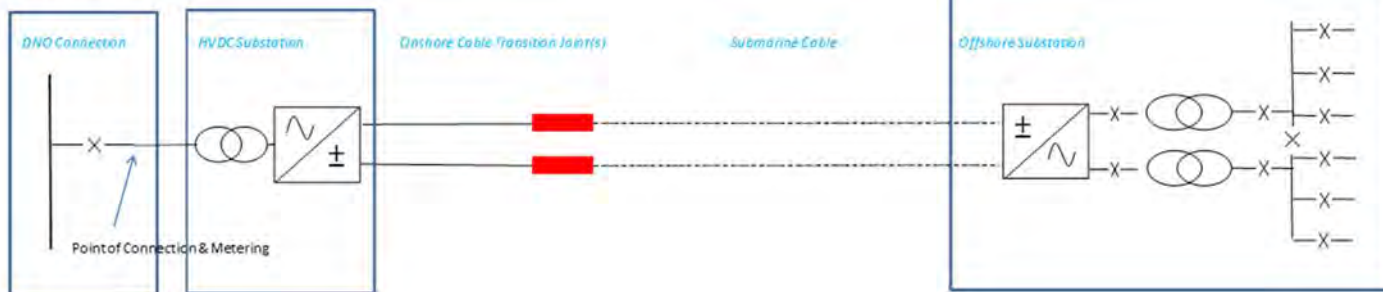 DNO Connection
HVDC Substation
Onshore Cable Transition Joint(s)
Submarine Cable
Offshore Substation
Point of Connection & Metering